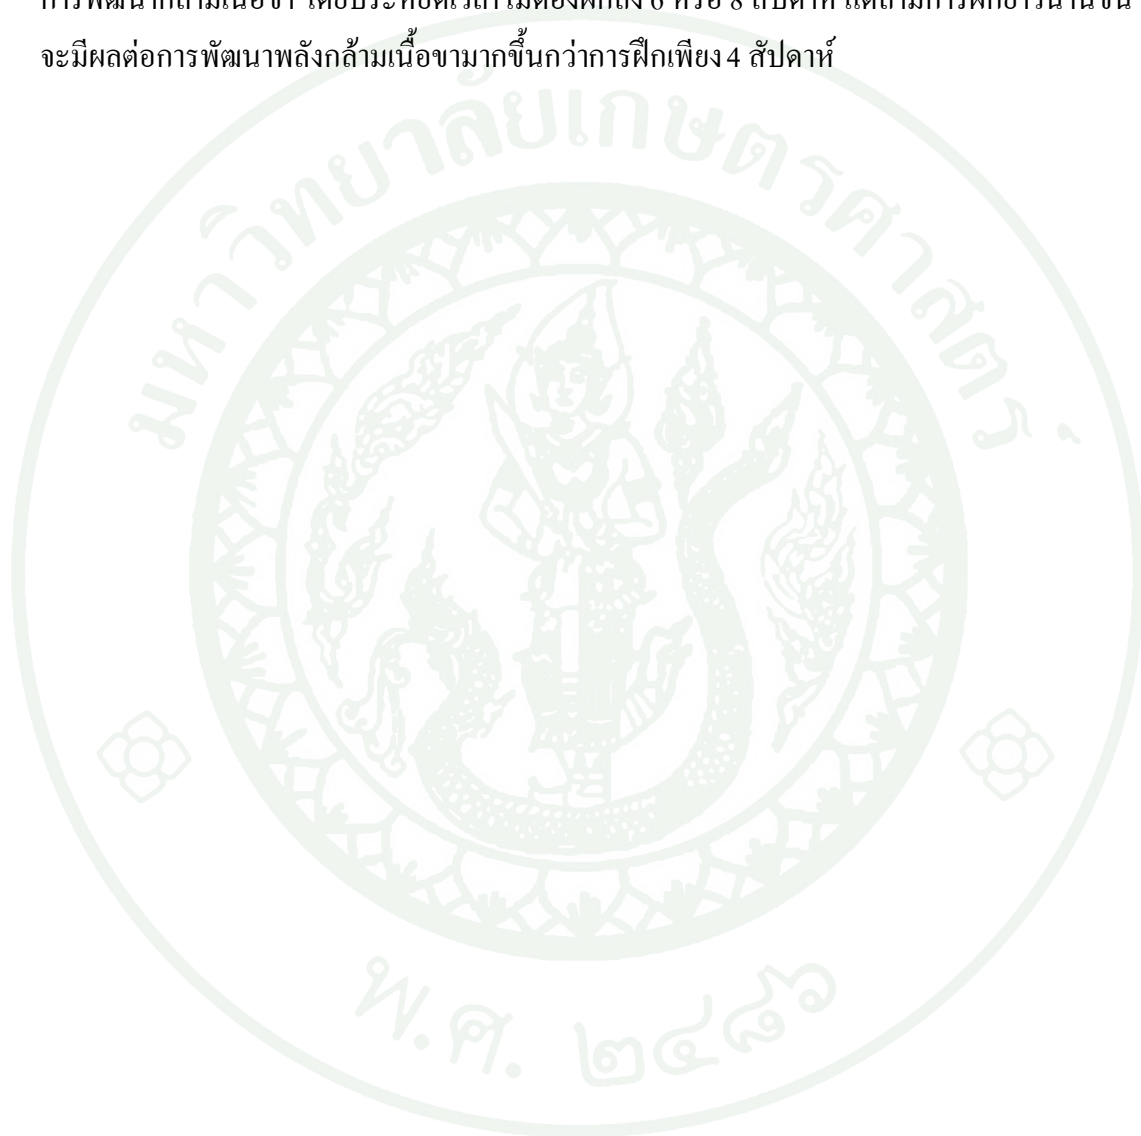 การพัฒนากล้ามเนื้อขา โดยประหยัดเวลาไม่ต้องฝึกถึง 6 หรือ 8 สัปดาห์ แต่ถ้ามีการฝึกยาวนานขึ้น
จะมีผลต่อการพัฒนาพลังกล้ามเนื้อขามากขึ้นกว่าการฝึกเพียง 4 สัปดาห์
มหาวิทยาลัยเกษตรศาสตร์
พ.ศ. ๒๔๘๖